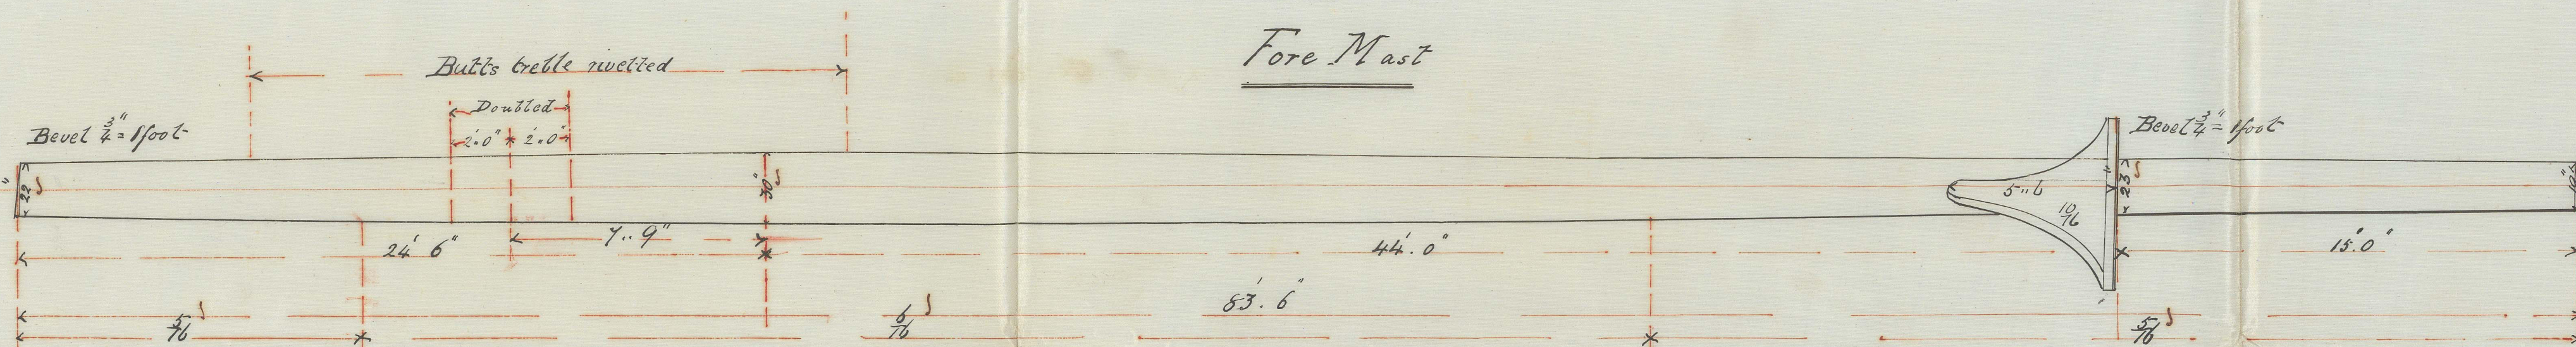 Fore Mast
Butts treble rivetted
Doubled
2'.0" 2'.0"
Bevel 3/4" = 1 foot
Bevel 3/4" = 1 foot
22
30"
5"6
10/16
23
24' 6"
7.. 9"
44'. 0"
15'.0"
83'. 6"
5/16
6/16
5/16